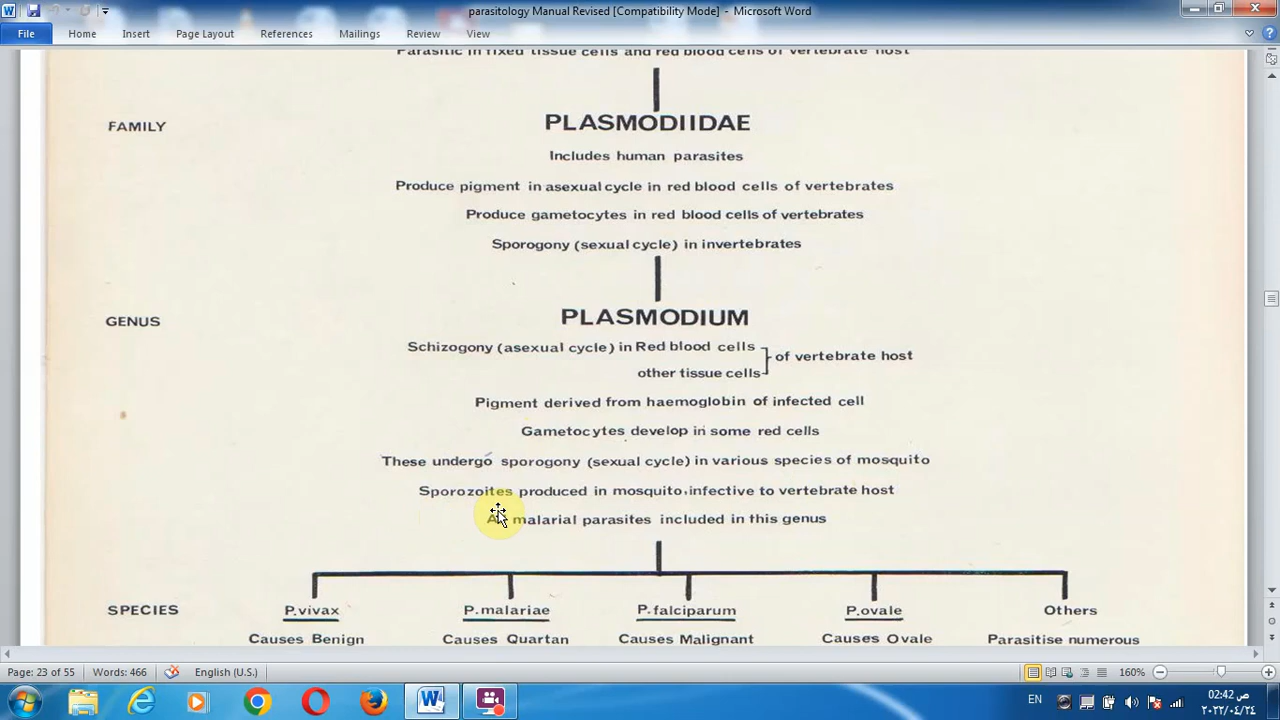 parasitology Manual Revised [Compatibility Mode] - Microsoft Word
File Home Insert Page Layout References Mailings Review View
Parasitic in fixed tissue cells and red blood cells of vertebrate host
FAMILY
PLASMODIIDAE
Includes human parasites
Produce pigment in asexual cycle in red blood cells of vertebrates
Produce gametocytes in red blood cells of vertebrates
Sporogony (sexual cycle) in invertebrates
GENUS
PLASMODIUM
Schizogony (asexual cycle) in Red blood cells
other tissue cells
of vertebrate host
Pigment derived from haemoglobin of infected cell
Gametocytes develop in some red cells
These undergo sporogony (sexual cycle) in various species of mosquito
Sporozoites produced in mosquito.infective to vertebrate host
malarial parasites included in this genus
SPECIES P.vivax P.malariae P.falciparum P.ovale Others
Causes Benign Causes Quartan Causes Malignant Causes Ovale Parasitise numerous
Page: 23 of 55 Words: 466 English (U.S.) 160%
EN 02:42 ص
٢٠٢٢/٠٤/٢٤